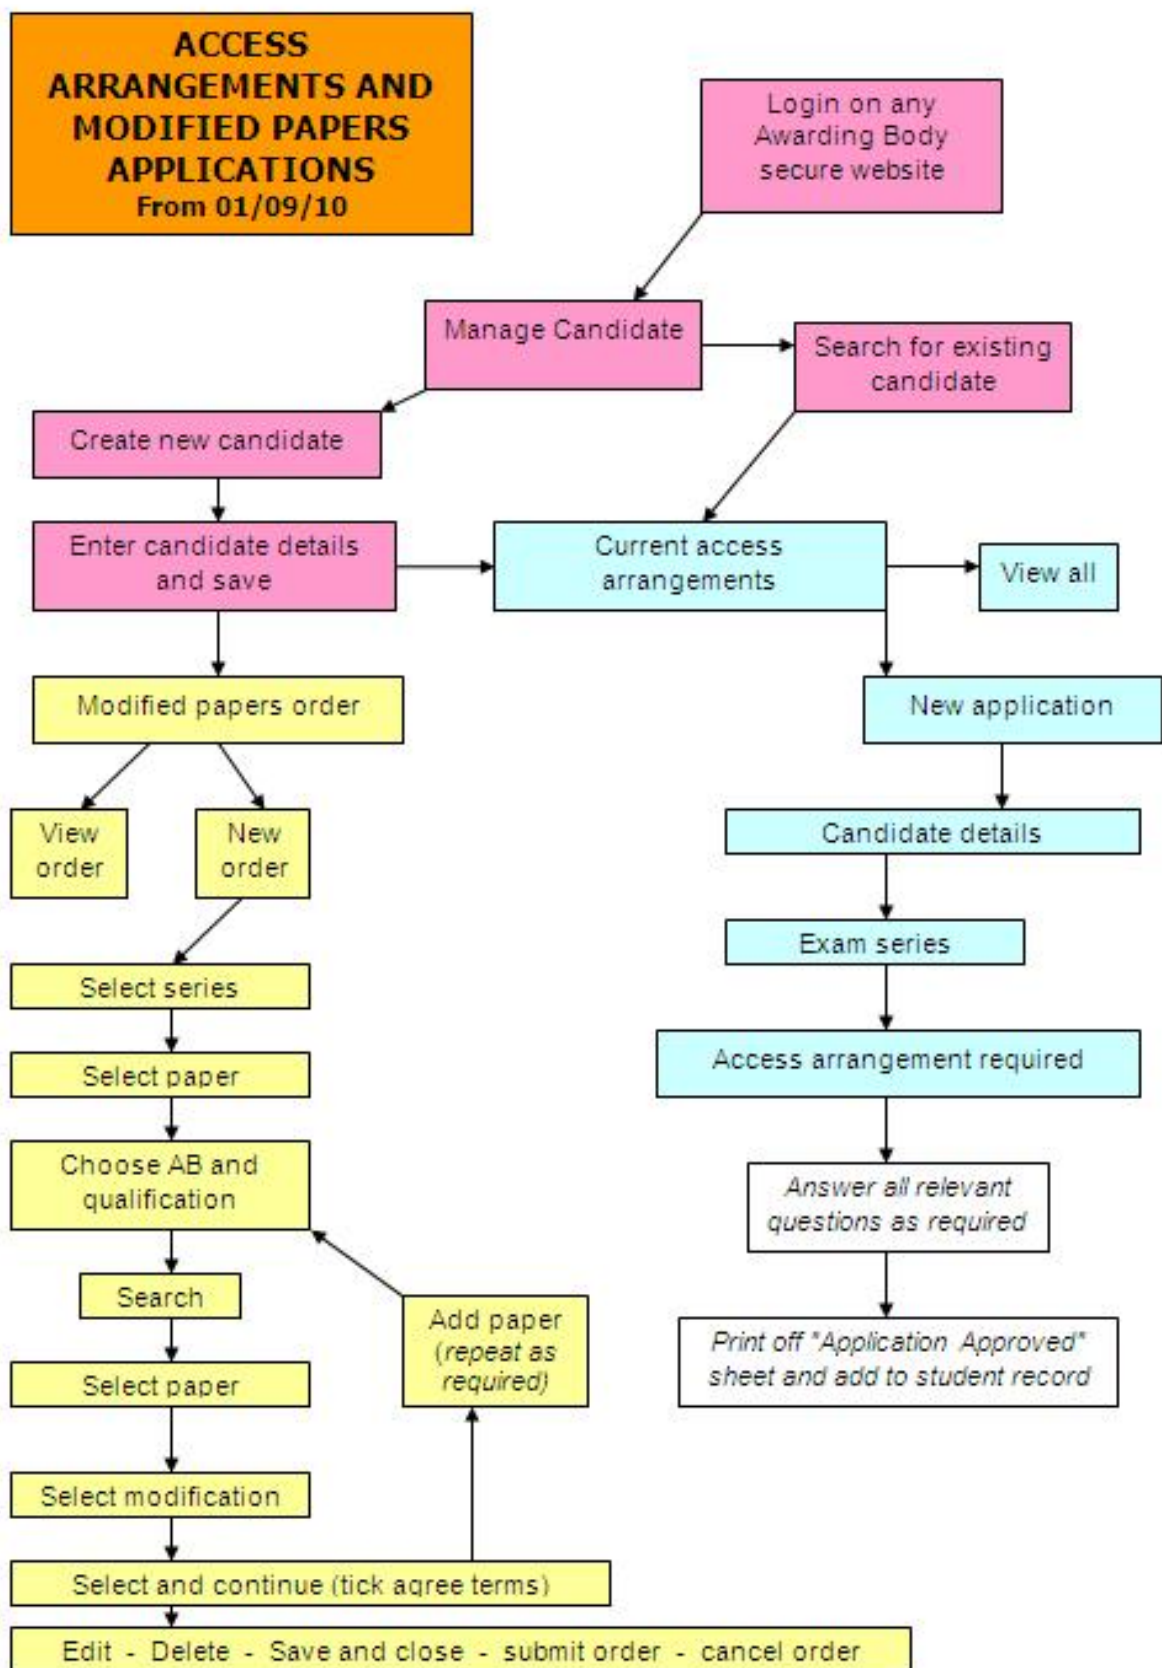 ACCESS
ARRANGEMENTS AND
MODIFIED PAPERS
APPLICATIONS
From 01/09/10
Login on any
Awarding Body
secure website
Manage Candidate
Search for existing
candidate
Create new candidate
Enter candidate details
and save
Current access
arrangements
View all
Modified papers order
New application
View
order
New
order
Candidate details
Exam series
Select series
Access arrangement required
Select paper
Choose AB and
qualification
Answer all relevant
questions as required
Search
Add paper
(repeat as
required)
Print off "Application Approved"
sheet and add to student record
Select paper
Select modification
Select and continue (tick agree terms)
Edit - Delete - Save and close - submit order - cancel order